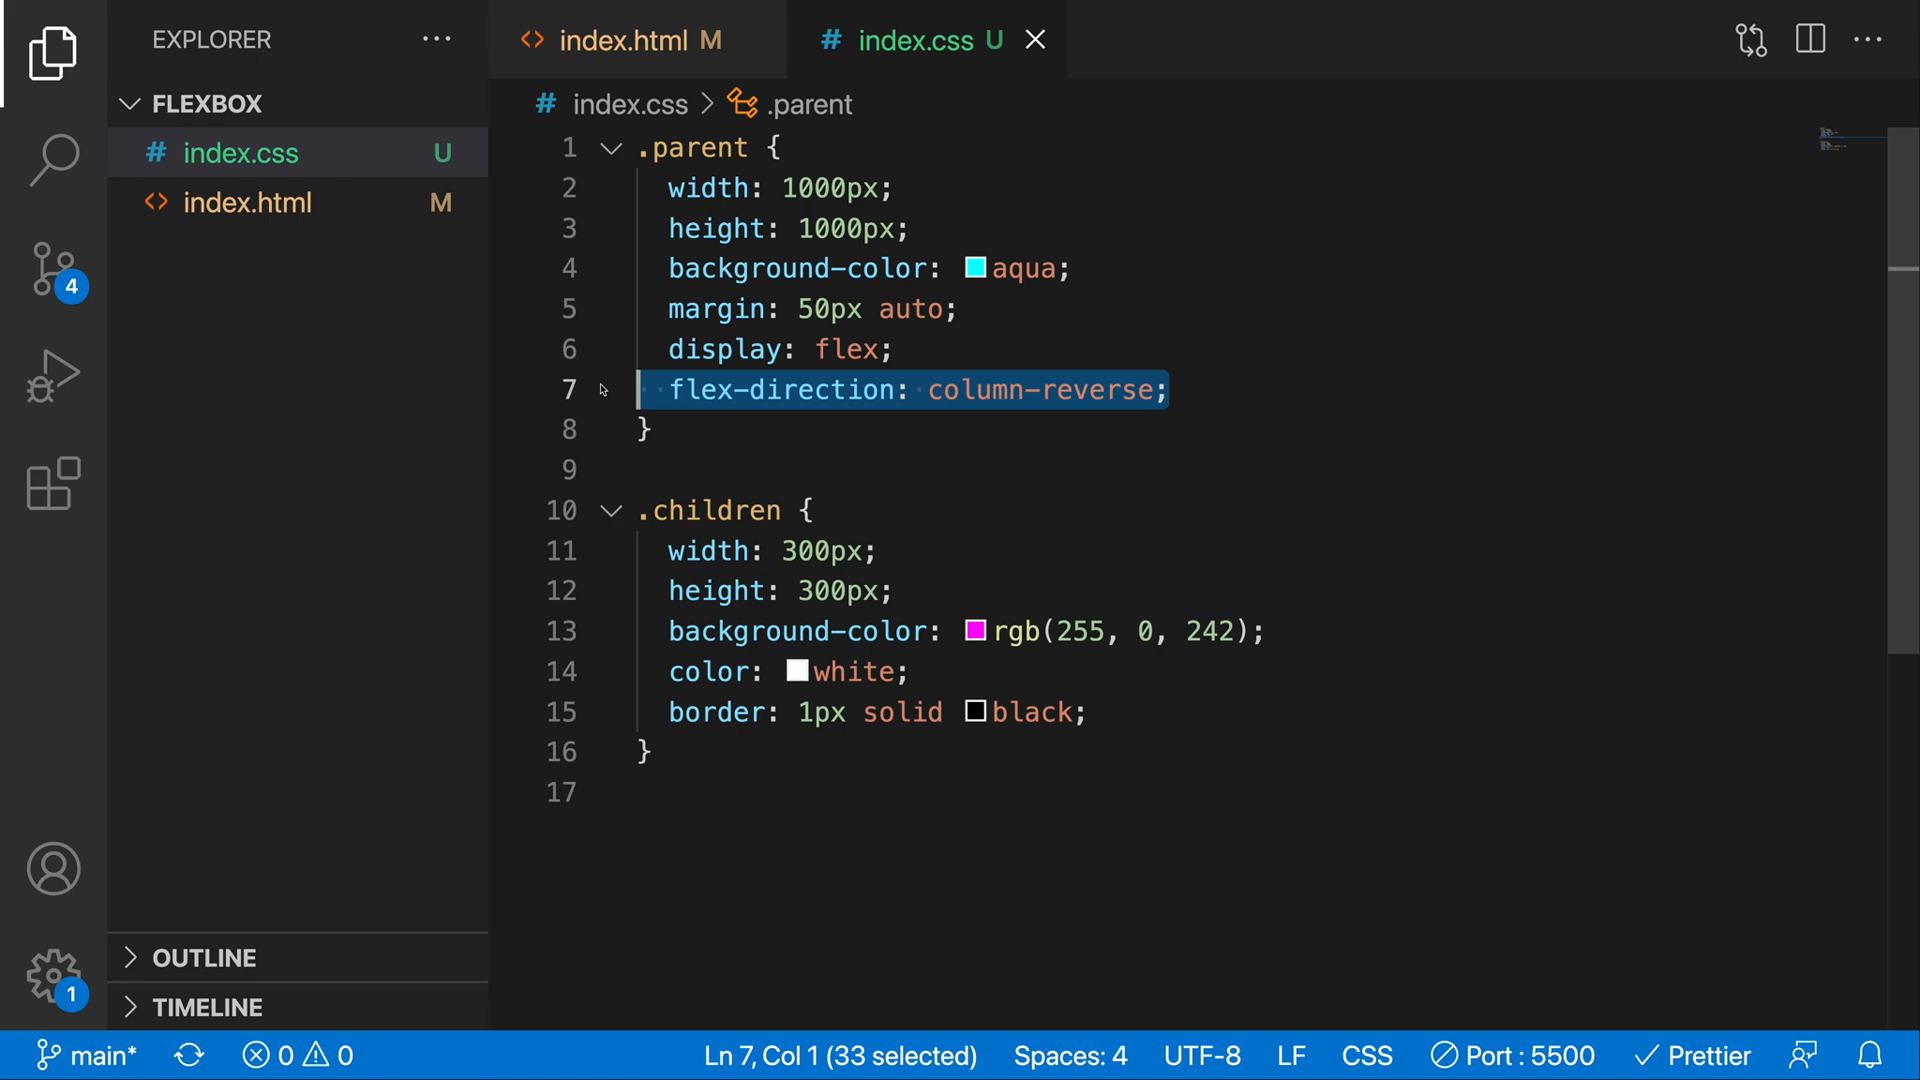 EXPLORER
FLEXBOX
# index.css U
<> index.html M
4
1
OUTLINE
TIMELINE
<> index.html M
# index.css U
# index.css > .parent
1 .parent {
2 width: 1000px;
3 height: 1000px;
4 background-color: aqua;
5 margin: 50px auto;
6 display: flex;
7 flex-direction: column-reverse;
8 }
9
10 .children {
11 width: 300px;
12 height: 300px;
13 background-color: rgb(255, 0, 242);
14 color: white;
15 border: 1px solid black;
16 }
17
main* 0 0 Ln 7, Col 1 (33 selected) Spaces: 4 UTF-8 LF CSS Port : 5500 Prettier